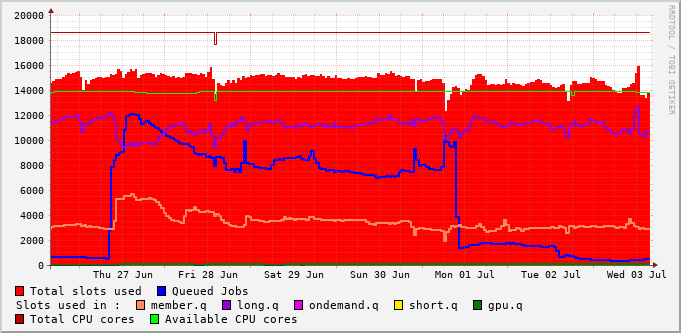 20000
18000
16000
14000
12000
10000
8000
6000
4000
2000
0
Thu 27 Jun Fri 28 Jun Sat 29 Jun Sun 30 Jun Mon 01 Jul Tue 02 Jul Wed 03 Jul
Total slots used Queued Jobs
Slots used in : member.q long.q ondemand.q short.q gpu.q
Total CPU cores Available CPU cores
RRDTOOL / TOBI OETIKER